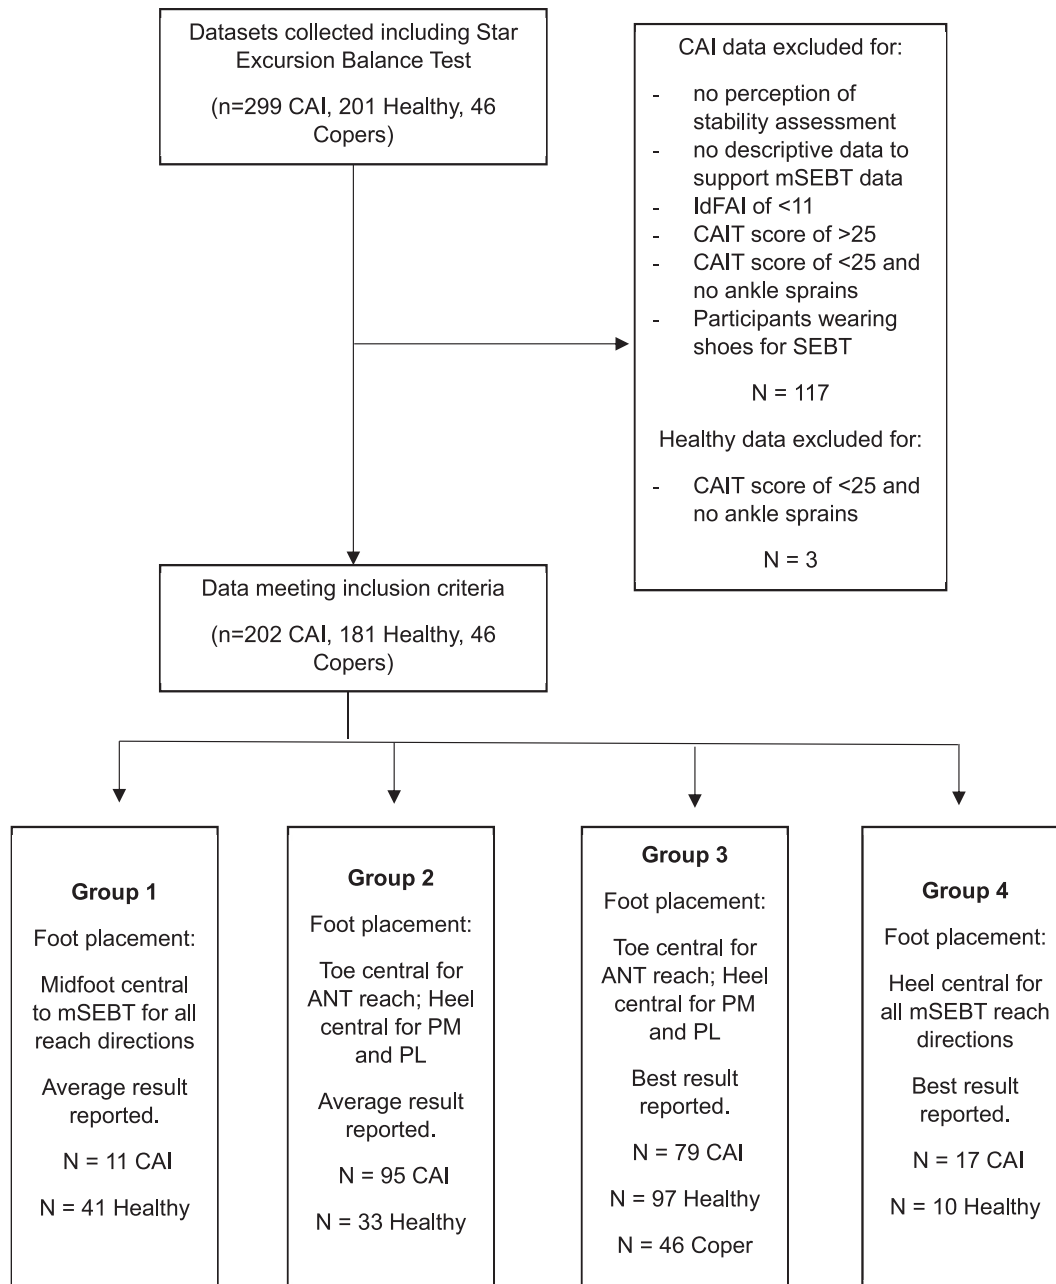 Datasets collected including Star
Excursion Balance Test
(n=299 CAI, 201 Healthy, 46
Copers)
CAI data excluded for:
- no perception of
stability assessment
- no descriptive data to
support mSEBT data
- IdFAI of <11
- CAIT score of >25
- CAIT score of <25 and
no ankle sprains
- Participants wearing
shoes for SEBT
N = 117
Healthy data excluded for:
- CAIT score of <25 and
no ankle sprains
N = 3
Data meeting inclusion criteria
(n=202 CAI, 181 Healthy, 46
Copers)
Group 1
Foot placement:
Midfoot central
to mSEBT for all
reach directions
Average result
reported.
N = 11 CAI
N = 41 Healthy
Group 2
Foot placement:
Toe central for
ANT reach; Heel
central for PM
and PL
Average result
reported.
N = 95 CAI
N = 33 Healthy
Group 3
Foot placement:
Toe central for
ANT reach; Heel
central for PM
and PL
Best result
reported.
N = 79 CAI
N = 97 Healthy
N = 46 Coper
Group 4
Foot placement:
Heel central for
all mSEBT reach
directions
Best result
reported.
N = 17 CAI
N = 10 Healthy